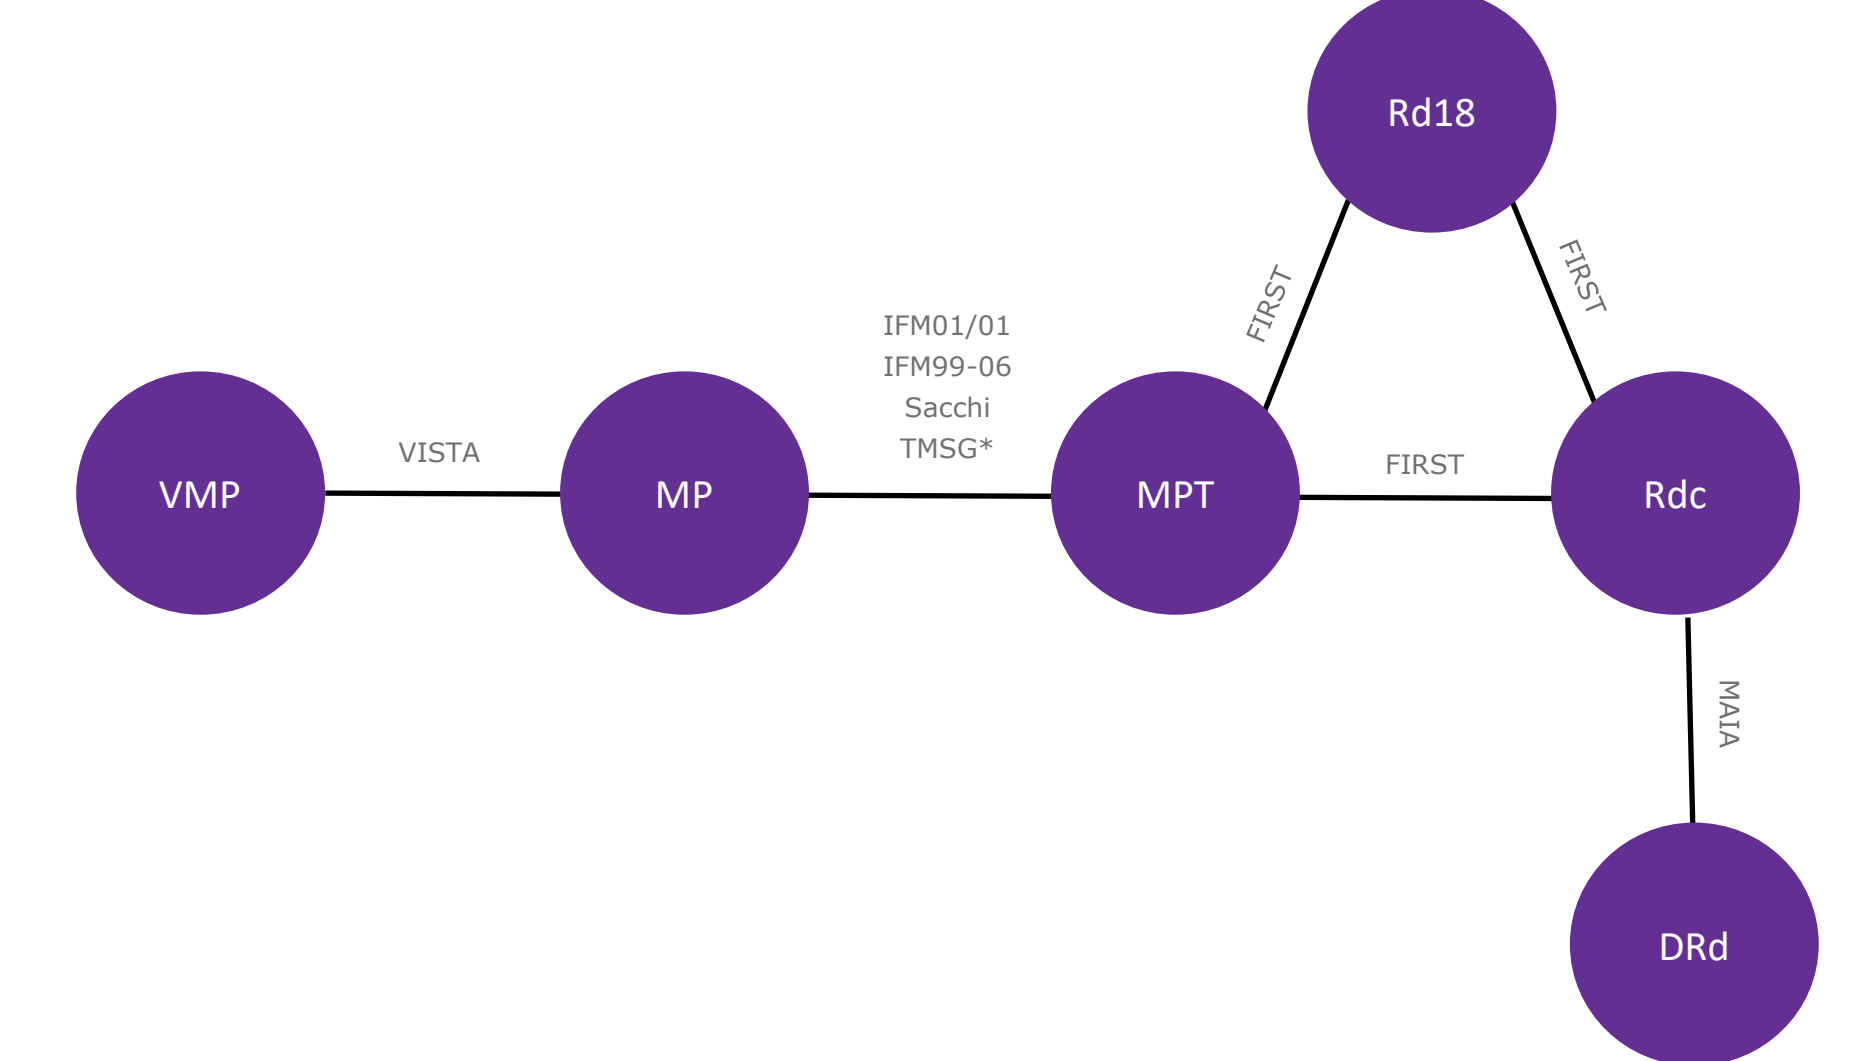 Rd18
FIRST
FIRST
IFM01/01
IFM99-06
Sacchi
TMSG*
VISTA
FIRST
VMP
MP
MPT
Rdc
MAIA
DRd